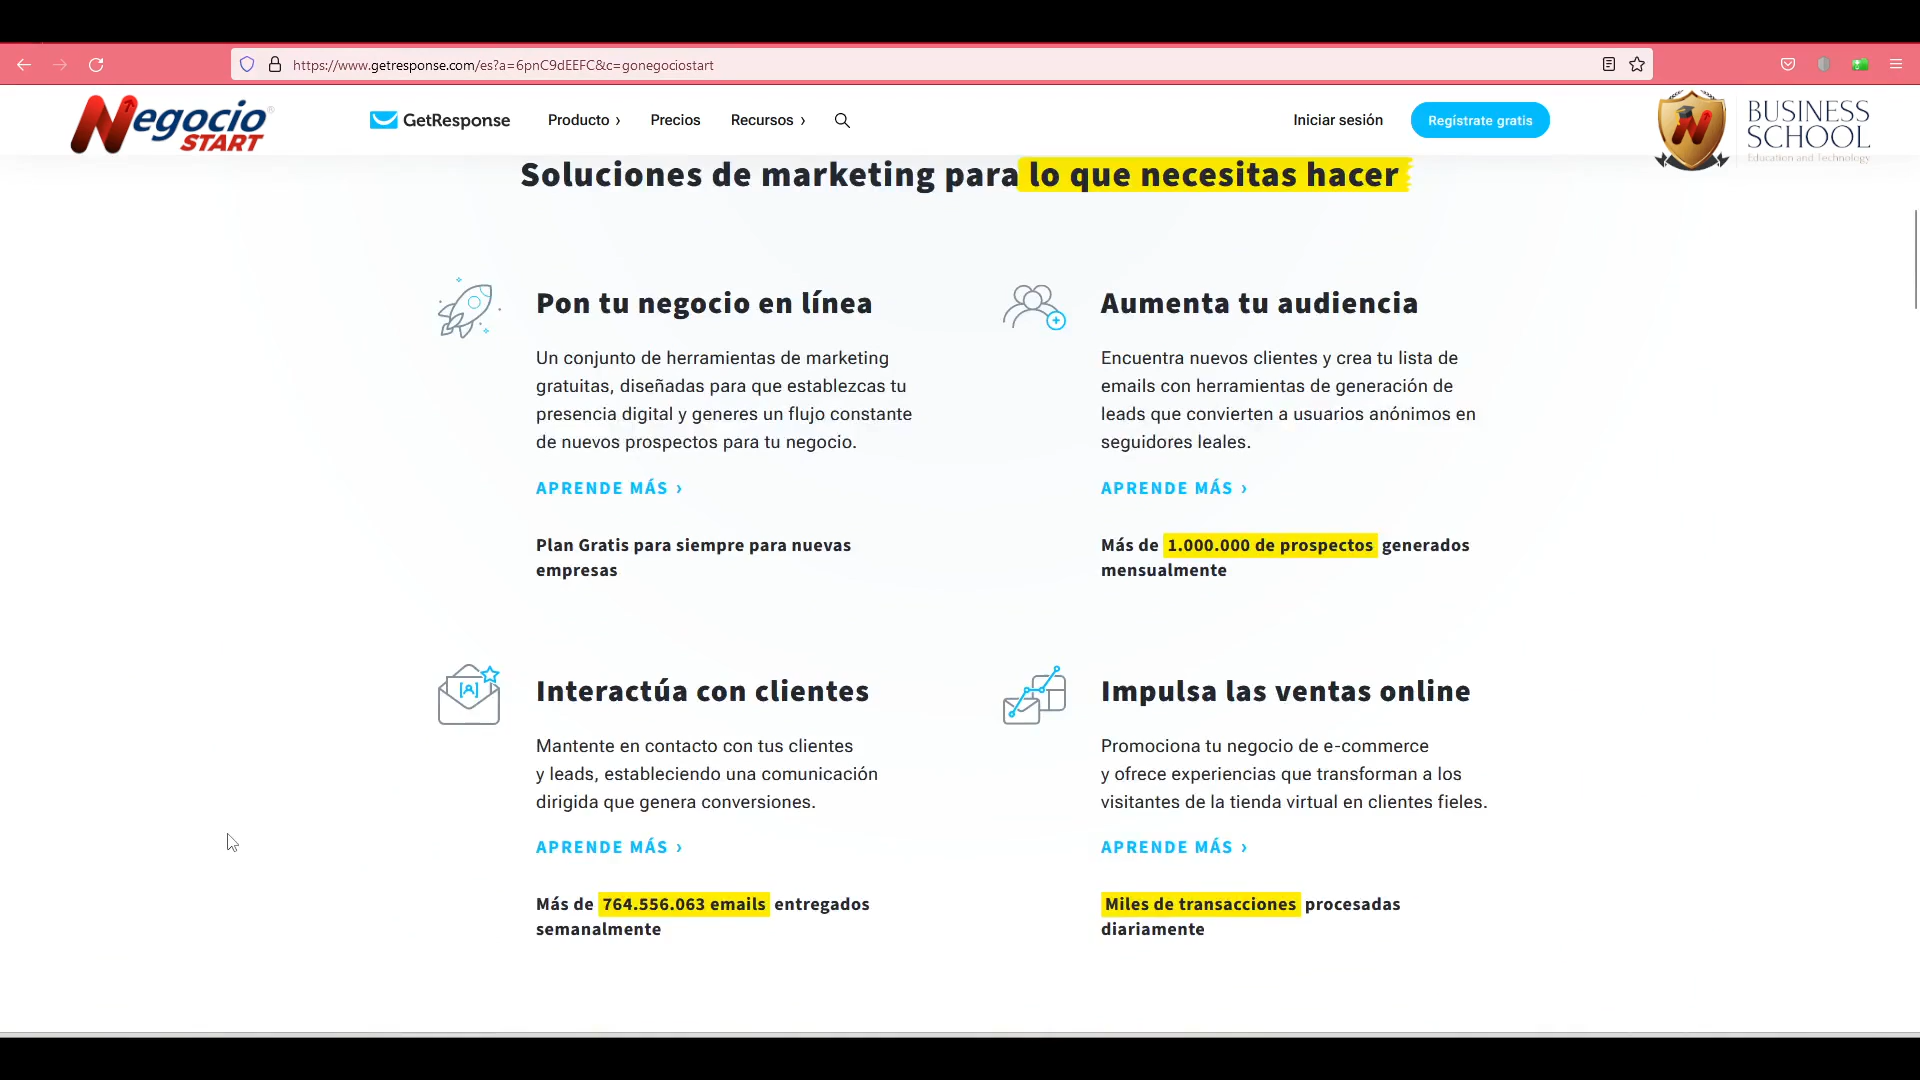 https://www.getresponse.com/es?a=6pnC9dEEFC&c=gonegociostart
Negocio®
START
GetResponse
Producto ›
Precios
Recursos ›
Iniciar sesión
Regístrate gratis
BUSINESS
SCHOOL
Education and Technology
Soluciones de marketing para lo que necesitas hacer
Pon tu negocio en línea
Un conjunto de herramientas de marketing
gratuitas, diseñadas para que establezcas tu
presencia digital y generes un flujo constante
de nuevos prospectos para tu negocio.
APRENDE MÁS ›
Plan Gratis para siempre para nuevas
empresas
Aumenta tu audiencia
Encuentra nuevos clientes y crea tu lista de
emails con herramientas de generación de
leads que convierten a usuarios anónimos en
seguidores leales.
APRENDE MÁS ›
Más de 1.000.000 de prospectos generados
mensualmente
Interactúa con clientes
Mantente en contacto con tus clientes
y leads, estableciendo una comunicación
dirigida que genera conversiones.
APRENDE MÁS ›
Más de 764.556.063 emails entregados
semanalmente
Impulsa las ventas online
Promociona tu negocio de e-commerce
y ofrece experiencias que transforman a los
visitantes de la tienda virtual en clientes fieles.
APRENDE MÁS ›
Miles de transacciones procesadas
diariamente